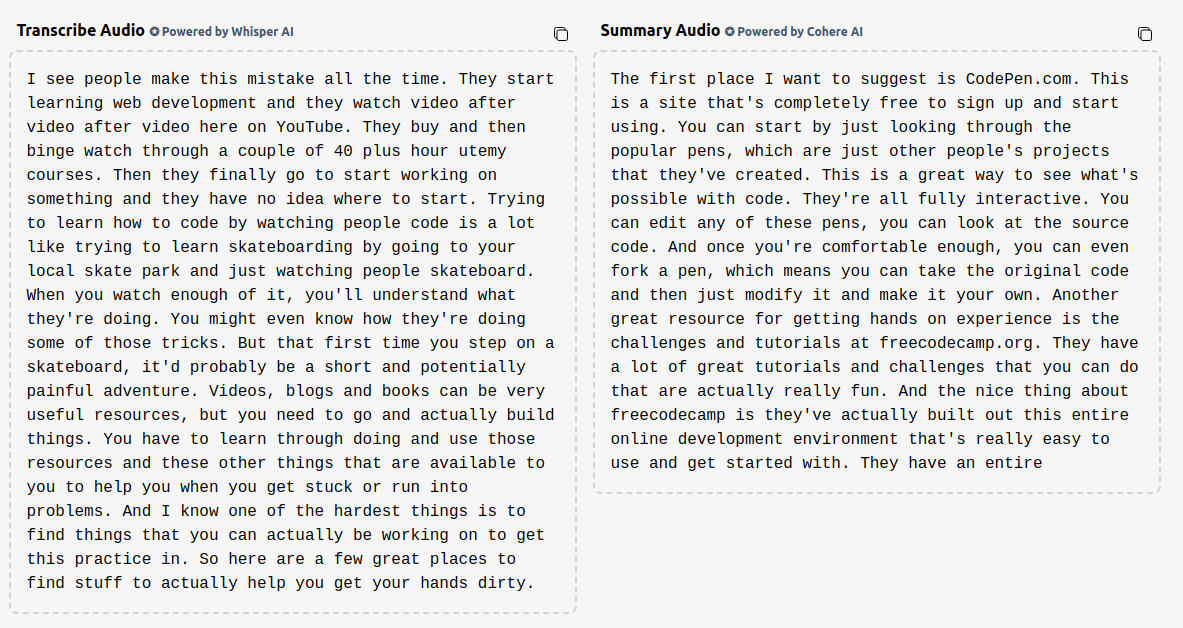 Transcribe Audio ✪ Powered by Whisper AI
I see people make this mistake all the time. They start
learning web development and they watch video after
video after video here on YouTube. They buy and then
binge watch through a couple of 40 plus hour utemy
courses. Then they finally go to start working on
something and they have no idea where to start. Trying
to learn how to code by watching people code is a lot
like trying to learn skateboarding by going to your
local skate park and just watching people skateboard.
When you watch enough of it, you'll understand what
they're doing. You might even know how they're doing
some of those tricks. But that first time you step on a
skateboard, it'd probably be a short and potentially
painful adventure. Videos, blogs and books can be very
useful resources, but you need to go and actually build
things. You have to learn through doing and use those
resources and these other things that are available to
you to help you when you get stuck or run into
problems. And I know one of the hardest things is to
find things that you can actually be working on to get
this practice in. So here are a few great places to
find stuff to actually help you get your hands dirty.
Summary Audio ✪ Powered by Cohere AI
The first place I want to suggest is CodePen.com. This
is a site that's completely free to sign up and start
using. You can start by just looking through the
popular pens, which are just other people's projects
that they've created. This is a great way to see what's
possible with code. They're all fully interactive. You
can edit any of these pens, you can look at the source
code. And once you're comfortable enough, you can even
fork a pen, which means you can take the original code
and then just modify it and make it your own. Another
great resource for getting hands on experience is the
challenges and tutorials at freecodecamp.org. They have
a lot of great tutorials and challenges that you can do
that are actually really fun. And the nice thing about
freecodecamp is they've actually built out this entire
online development environment that's really easy to
use and get started with. They have an entire